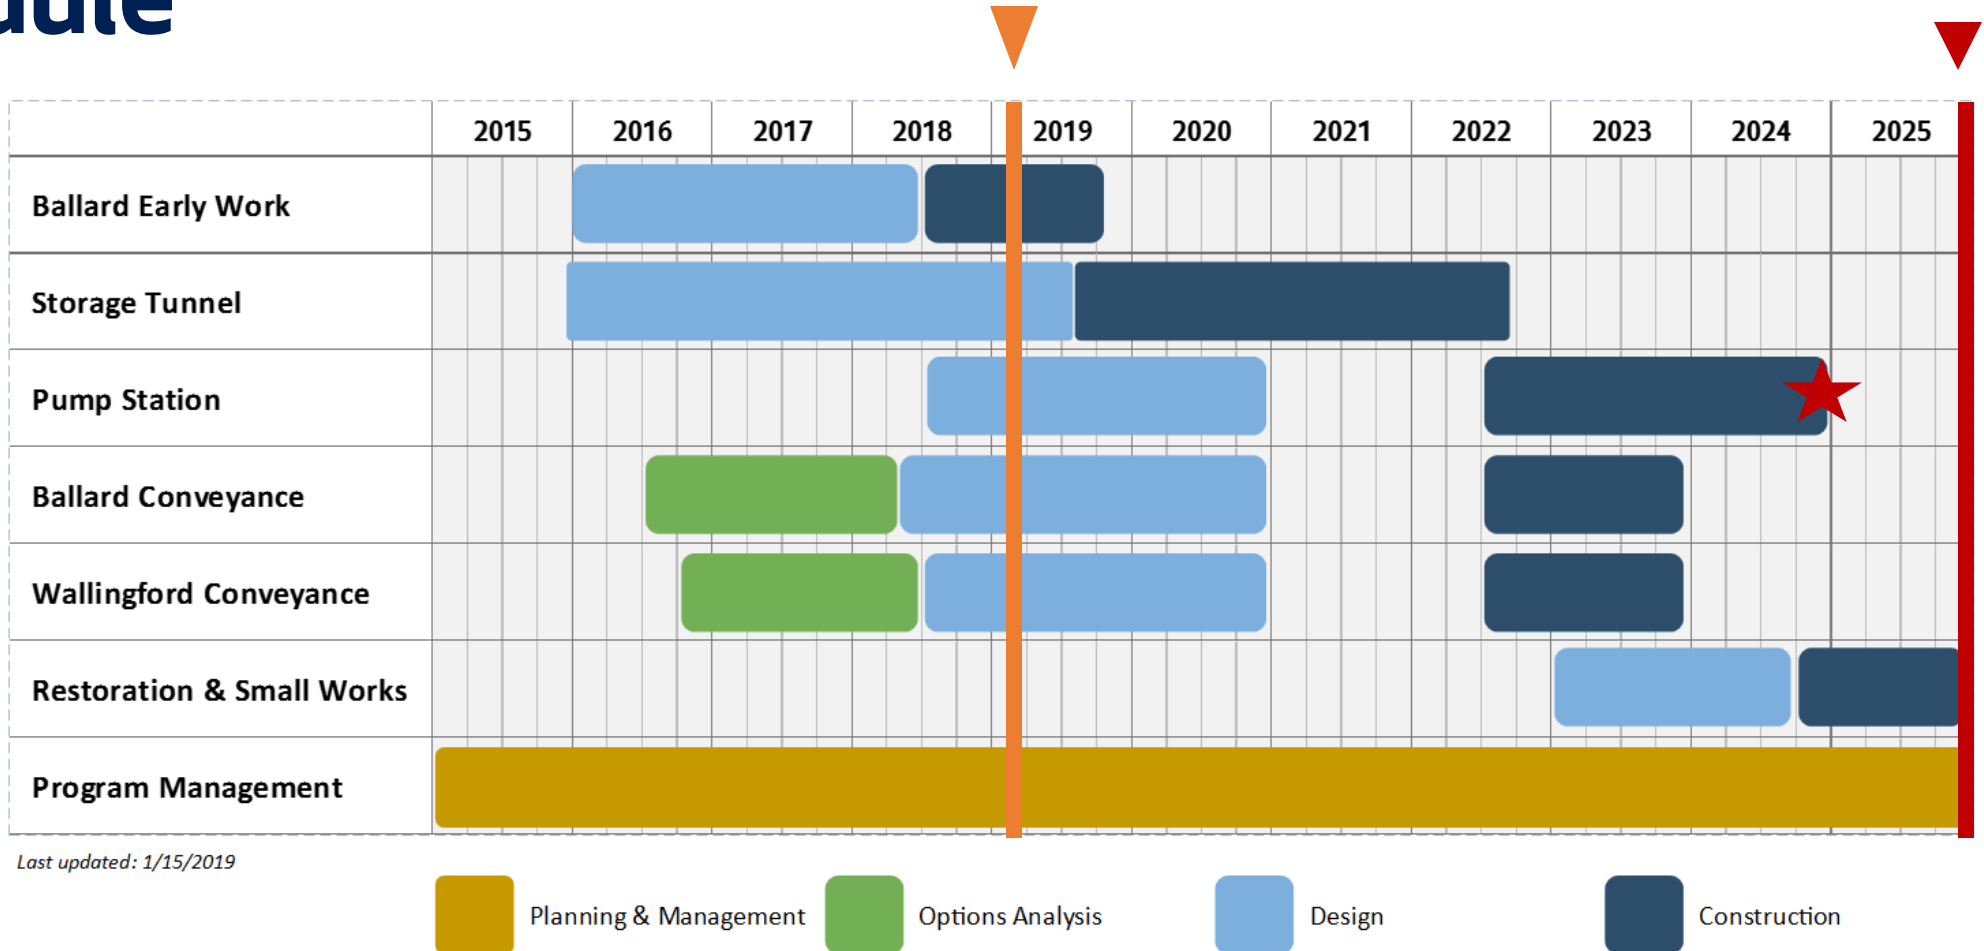 2015 2016 2017 2018 2019 2020 2021 2022 2023 2024 2025
Ballard Early Work
Storage Tunnel
Pump Station
Ballard Conveyance
Wallingford Conveyance
Restoration & Small Works
Program Management
Last updated: 1/15/2019
Planning & Management Options Analysis Design Construction